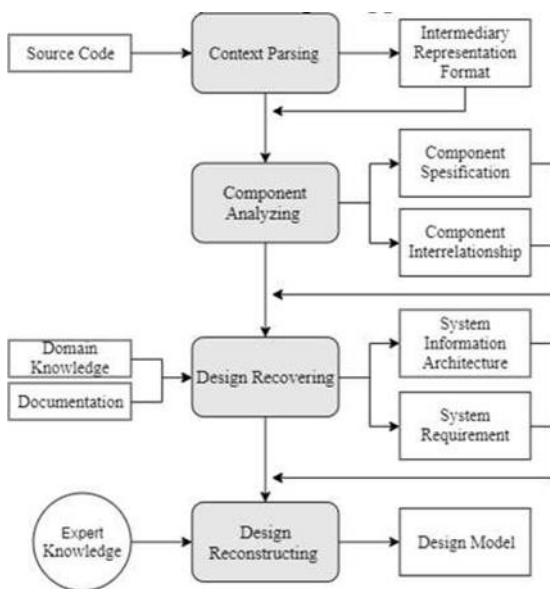 Source Code
Context Parsing
Intermediary
Representation
Format
Component
Analyzing
Component
Spesification
Component
Interrelationship
Domain
Knowledge
Documentation
Design Recovering
System
Information
Architecture
System
Requirement
Expert
Knowledge
Design
Reconstructing
Design Model